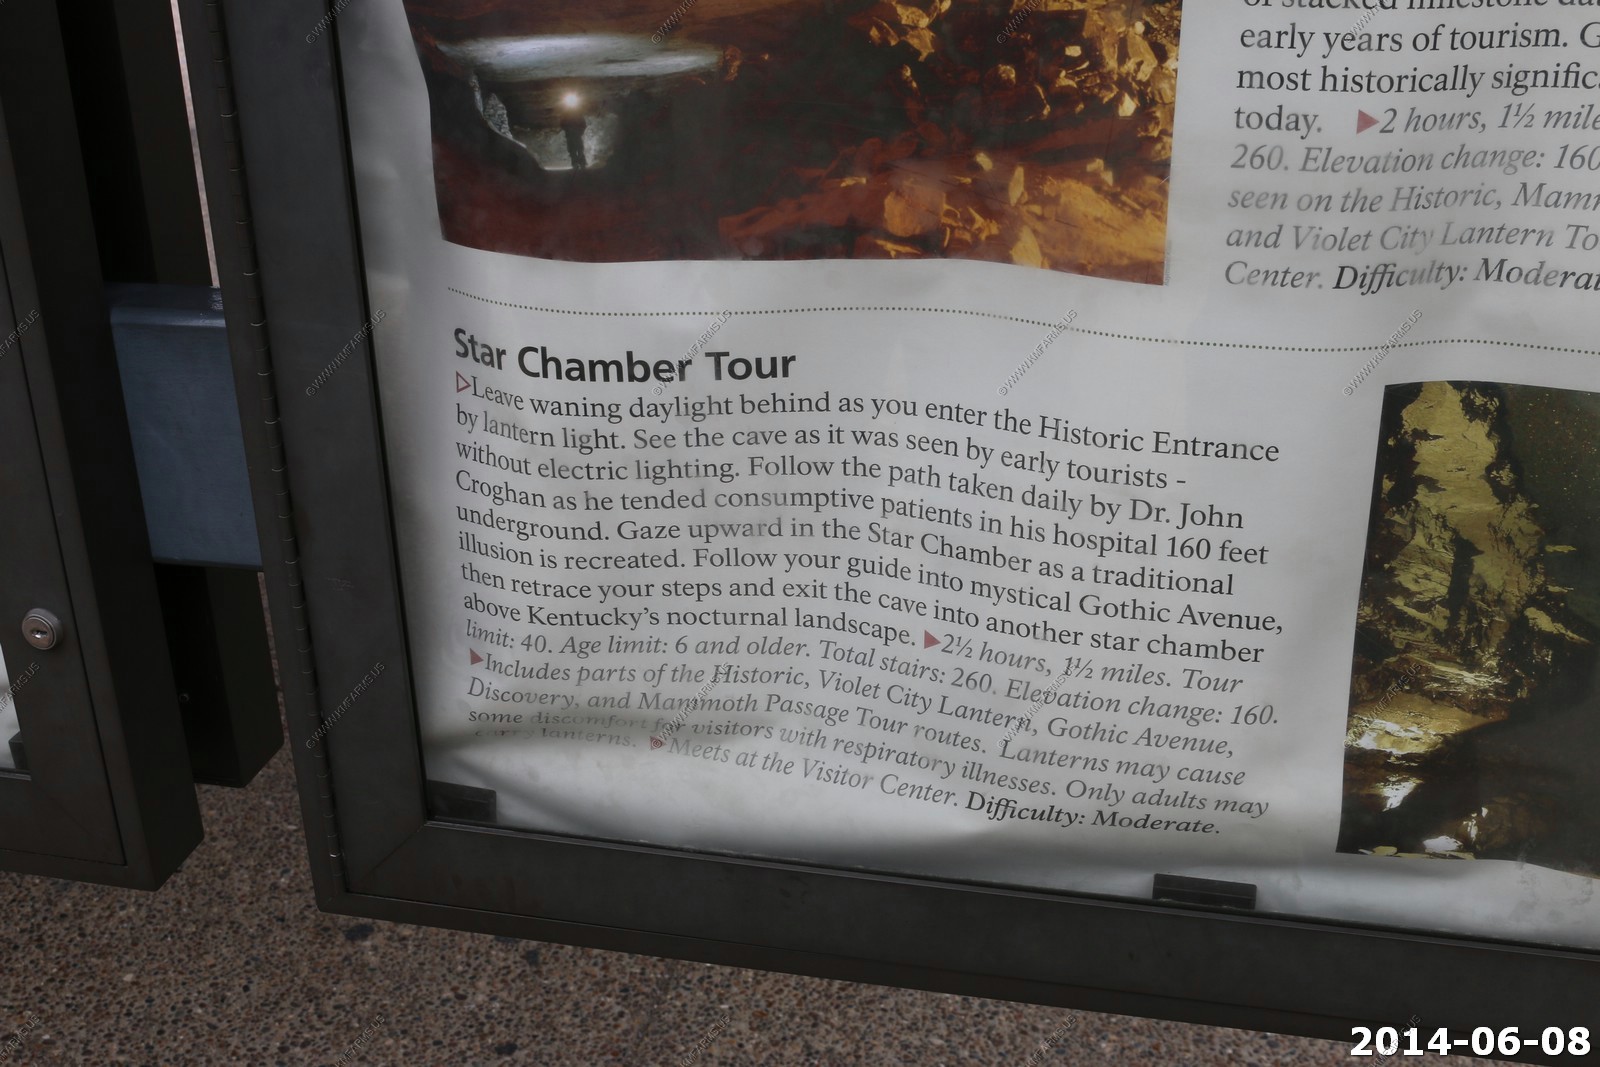 of stacked limestone
early years of tourism.
most historically
today. ▶2 hours, 1½
260. Elevation change: 160
seen on the Historic,
and Violet City Lantern
Center. Difficulty:
Star Chamber Tour
▷Leave waning daylight behind as you enter the Historic Entrance
by lantern light. See the cave as it was seen by early tourists -
without electric lighting. Follow the path taken daily by Dr. John
Croghan as he tended consumptive patients in his hospital 160 feet
underground. Gaze upward in the Star Chamber as a traditional
illusion is recreated. Follow your guide into mystical Gothic Avenue,
then retrace your steps and exit the cave into another star chamber
above Kentucky's nocturnal landscape. ▶2½ hours, 1½ miles. Tour
limit: 40. Age limit: 6 and older. Total stairs: 260. Elevation change: 160.
▶Includes parts of the Historic, Violet City Lantern, Gothic Avenue,
Discovery, and Mammoth Passage Tour routes. Lanterns may cause
some discomfort for visitors with respiratory illnesses. Only adults may
carry lanterns. ▶Meets at the Visitor Center. Difficulty: Moderate.
©WWW.KMFARMS.US
2014-06-08